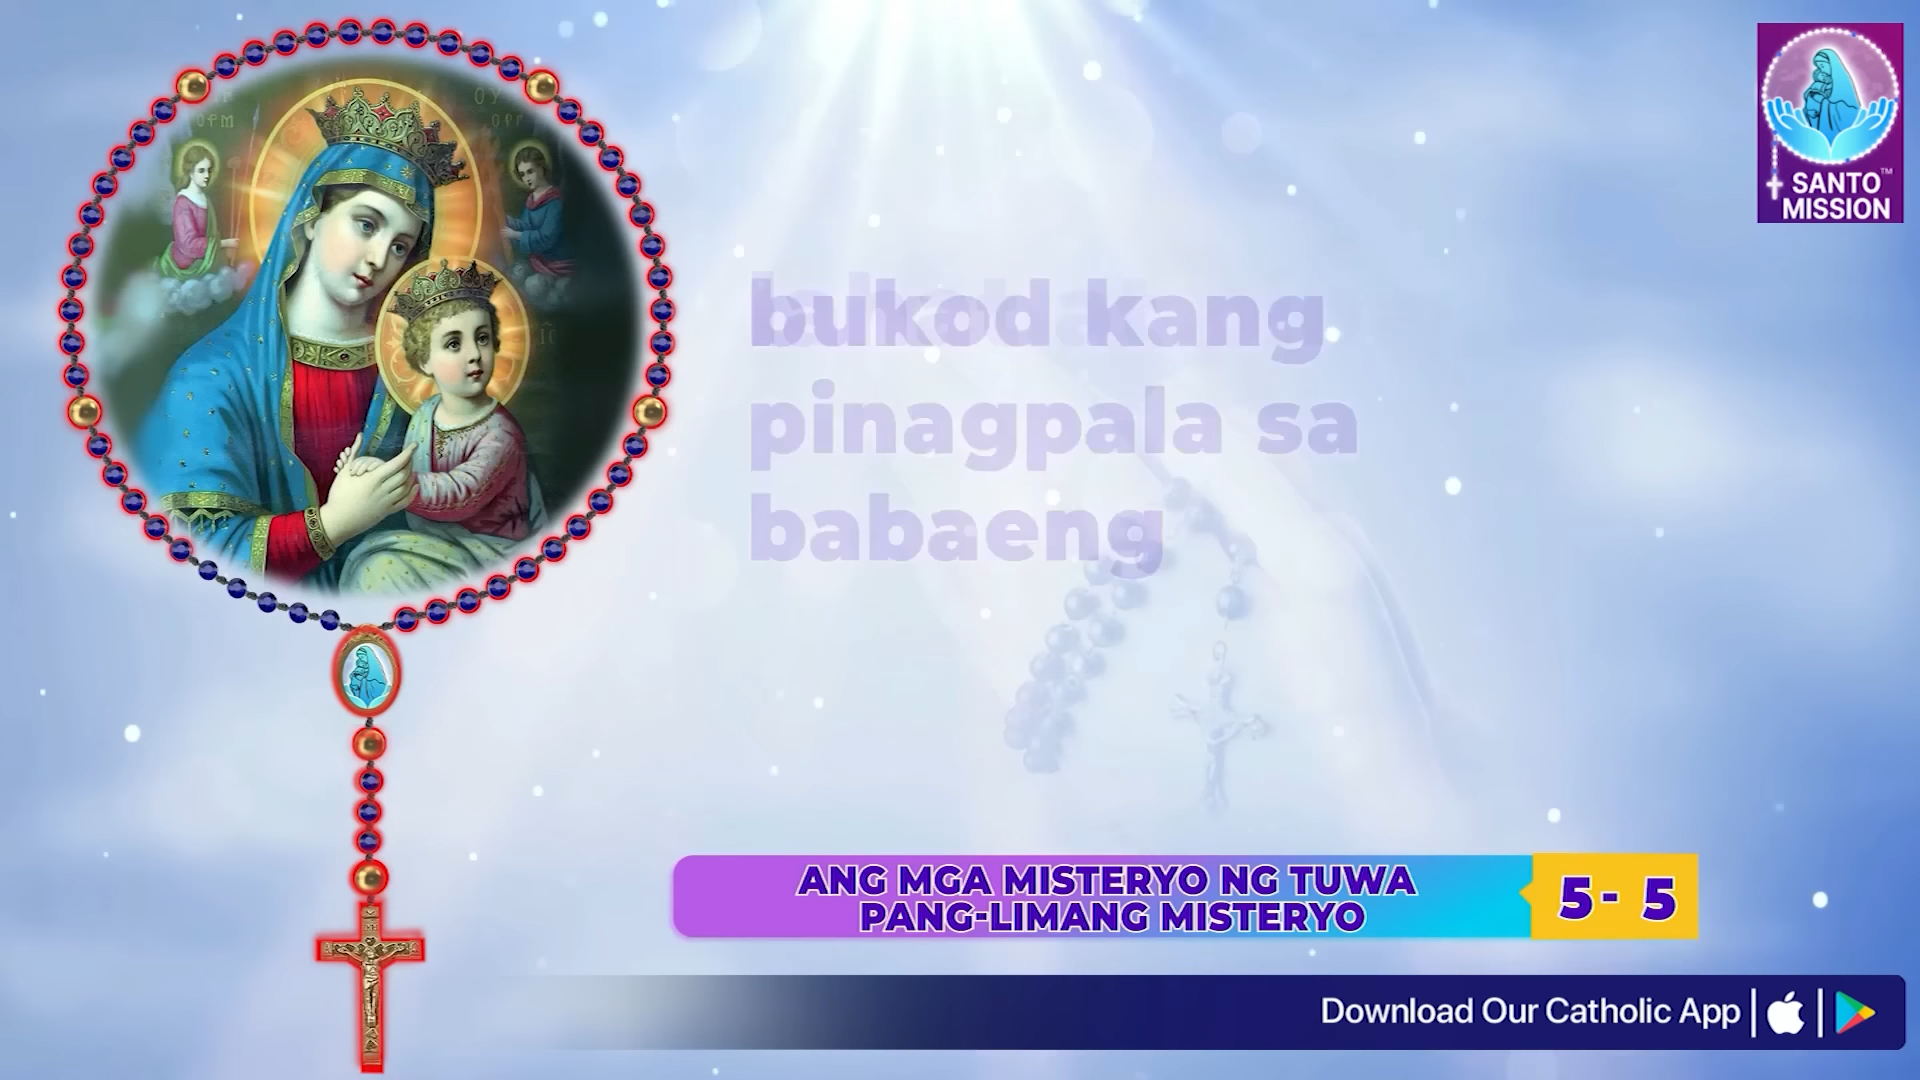 SANTO™
MISSION
bukod kang
pinagpala sa
babaeng
ANG MGA MISTERYO NG TUWA
PANG-LIMANG MISTERYO
5- 5
Download Our Catholic App